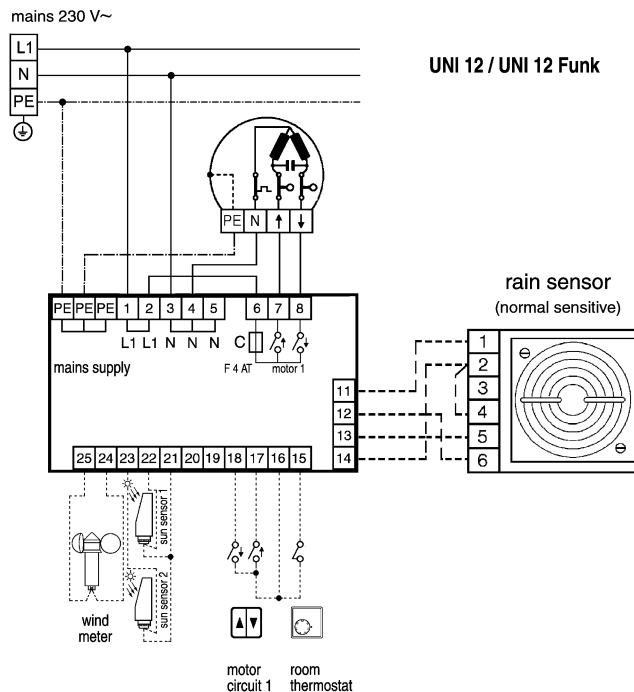 mains 230 V~
L1
N
PE
UNI 12 / UNI 12 Funk
PE N ↑ ↓
PE PE PE 1 2 3 4 5 6 7 8
L1 L1 N N N C
F 4 AT motor 1
mains supply
11
12
13
14
rain sensor
(normal sensitive)
1
2
3
4
5
6
25 24 23 22 21 20 19 18 17 16 15
sun sensor 1
sun sensor 2
wind
meter
motor
circuit 1
room
thermostat